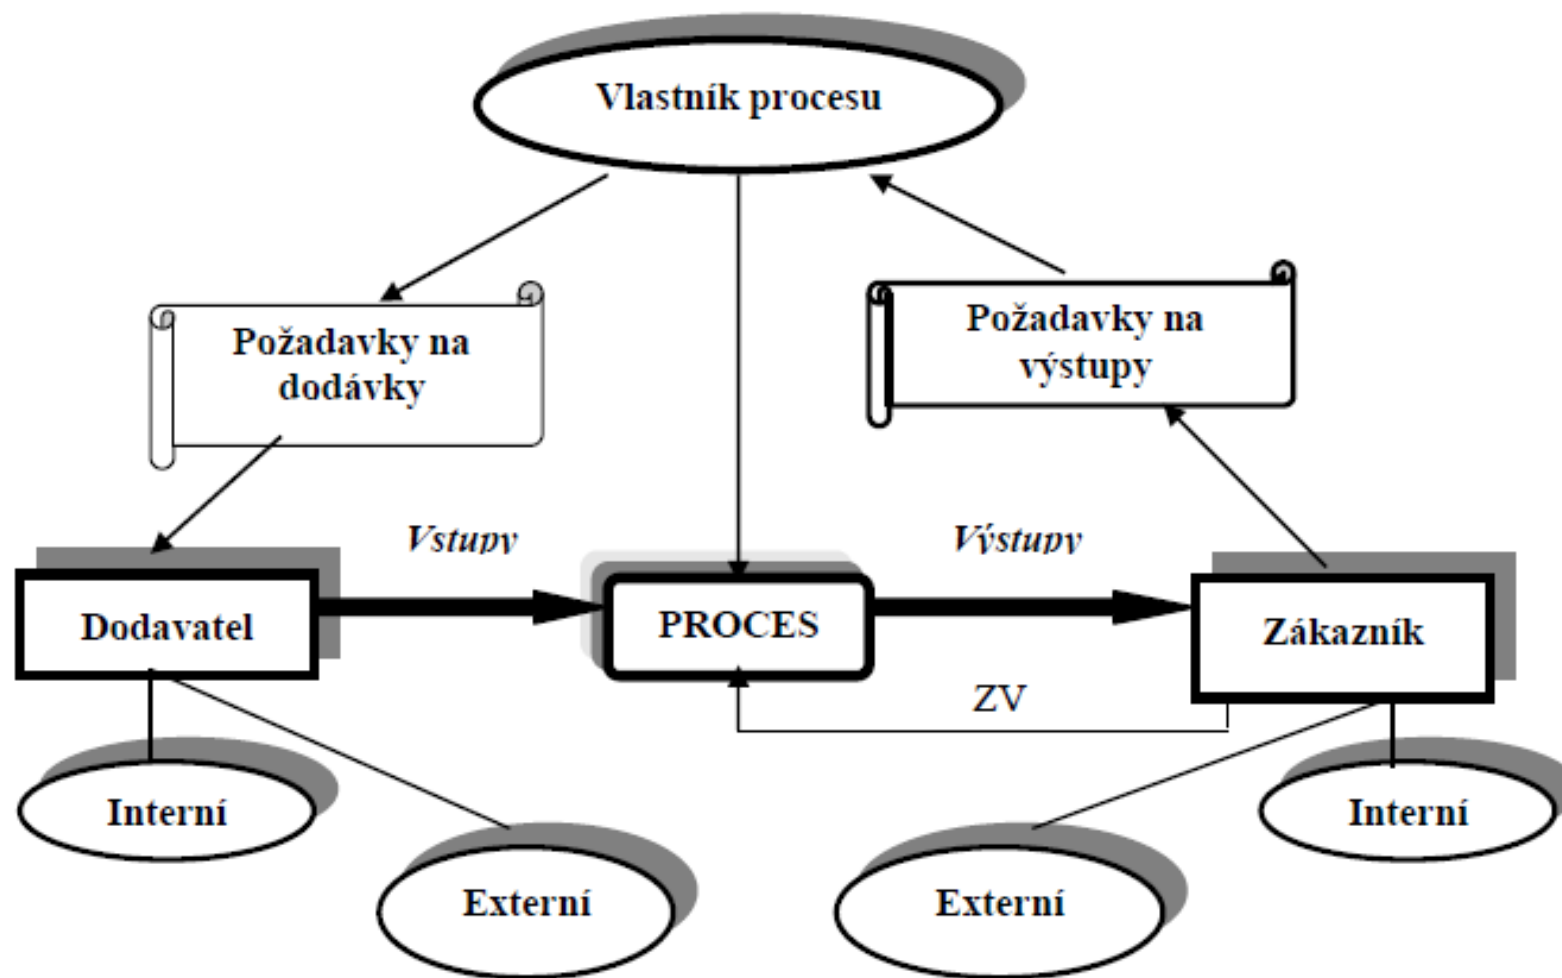 Vlastník procesu
Požadavky na
dodávky
Požadavky na
výstupy
Vstupy
Výstupy
Dodavatel
PROCES
Zákazník
ZV
Interní
Interní
Externí
Externí